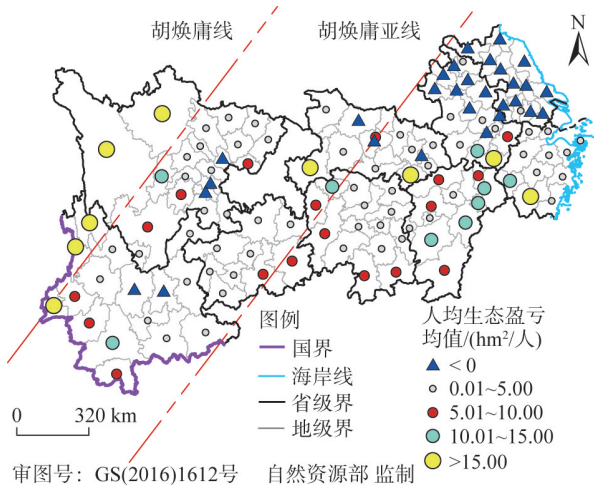 胡焕庸线
胡焕庸亚线
N
图例
国界
海岸线
省级界
地级界
人均生态盈亏
均值/(hm²/人)
< 0
0.01~5.00
5.01~10.00
10.01~15.00
>15.00
0 320 km
审图号：GS(2016)1612号 自然资源部 监制